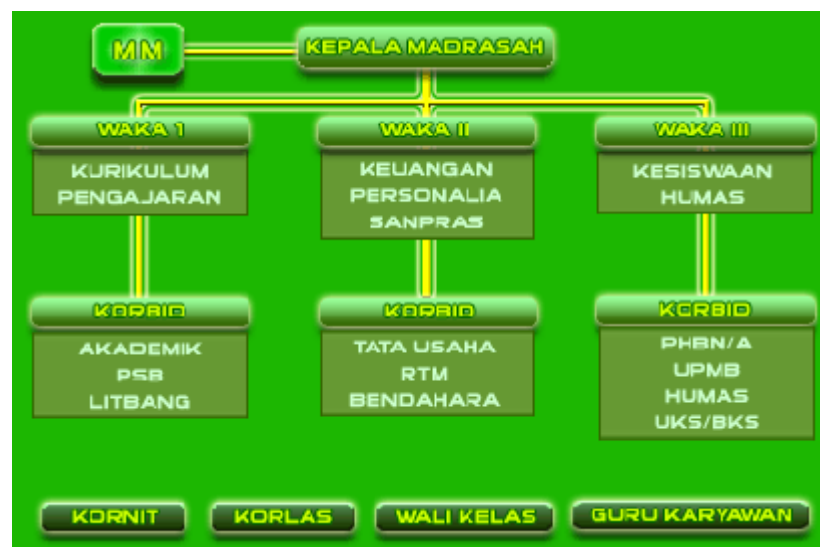 MM
KEPALA MADRASAH
WAKA 1
KURIKULUM
PENGAJARAN
WAKA II
KEUANGAN
PERSONALIA
SANPRAS
WAKA III
KESISWAAN
HUMAS
KORBID
AKADEMIK
PSB
LITBANG
KORBID
TATA USAHA
RTM
BENDAHARA
KORBID
PHBN/A
UPMB
HUMAS
UKS/BKS
KORNIT
KORLAS
WALI KELAS
GURU KARYAWAN